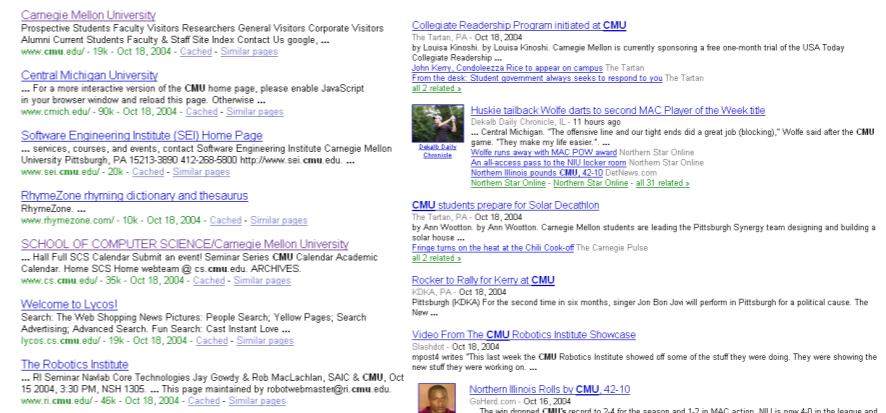 Carnegie Mellon University
Prospective Students Faculty Visitors Researchers General Visitors Corporate Visitors
Alumni Current Students Faculty & Staff Site Index Contact Us google, ...
www.cmu.edu/ - 19k - Oct 18, 2004 - Cached - Similar pages
Central Michigan University
... For a more interactive version of the CMU home page, please enable JavaScript
in your browser window and reload this page. Otherwise ...
www.cmich.edu/ - 90k - Oct 18, 2004 - Cached - Similar pages
Software Engineering Institute (SEI) Home Page
... services, courses, and events, contact Software Engineering Institute Carnegie Mellon
University Pittsburgh, PA 15213-3890 412-268-5800 http://www.sei.cmu.edu. ...
www.sei.cmu.edu/ - 20k - Cached - Similar pages
RhymeZone rhyming dictionary and thesaurus
RhymeZone. ...
www.rhymezone.com/ - 10k - Oct 18, 2004 - Cached - Similar pages
SCHOOL OF COMPUTER SCIENCE/Carnegie Mellon University
... Hall Full SCS Calendar Submit an event! Seminar Series CMU Calendar Academic
Calendar. Home SCS Home webteam @ cs.cmu.edu. ARCHIVES.
www.cs.cmu.edu/ - 35k - Oct 18, 2004 - Cached - Similar pages
Welcome to Lycos!
Search: The Web Shopping News Pictures: People Search; Yellow Pages; Search
Advertising; Advanced Search. Fun Search: Cast Instant Love ...
lycos.cs.cmu.edu/ - 19k - Oct 18, 2004 - Cached - Similar pages
The Robotics Institute
... RI Seminar Navlab Core Technologies Jay Gowdy & Rob MacLachlan, SAIC & CMU, Oct
15 2004, 3:30 PM, NSH 1305. ... This page maintained by robotwebmaster@ri.cmu.edu.
www.ri.cmu.edu/ - 46k - Oct 18, 2004 - Cached - Similar pages
Collegiate Readership Program initiated at CMU
The Tartan, PA - Oct 18, 2004
by Louisa Kinoshi. by Louisa Kinoshi. Carnegie Mellon is currently sponsoring a free one-month trial of the USA Today
Collegiate Readership ...
John Kerry, Condoleezza Rice to appear on campus The Tartan
From the desk: Student government always seeks to respond to you The Tartan
all 2 related »
Huskie tailback Wolfe darts to second MAC Player of the Week title
Dekalb Daily Chronicle, IL - 11 hours ago
... Central Michigan. "The offensive line and our tight ends did a great job (blocking)," Wolfe said after the CMU
game. "They make my life easier.". ...
Wolfe runs away with MAC POW award Northern Star Online
An all-access pass to the NIU locker room Northern Star Online
Northern Illinois pounds CMU, 42-10 DetNews.com
Northern Star Online - Northern Star Online - all 31 related »
Dekalb Daily
Chronicle
CMU students prepare for Solar Decathlon
The Tartan, PA - Oct 18, 2004
by Ann Wootton. by Ann Wootton. Carnegie Mellon students are leading the Pittsburgh Synergy team designing and building a
solar house ...
Fringe turns on the heat at the Chili Cook-off The Carnegie Pulse
all 2 related »
Rocker to Rally for Kerry at CMU
KDKA, PA - Oct 18, 2004
Pittsburgh (KDKA) For the second time in six months, singer Jon Bon Jovi will perform in Pittsburgh for a political cause. The
New ...
Video From The CMU Robotics Institute Showcase
Slashdot - Oct 18, 2004
mpost4 writes "This last week the CMU Robotics Institute showed off some of the stuff they were doing. They were showing the
new stuff they were working on. ...
Northern Illinois Rolls by CMU, 42-10
GoHerd.com - Oct 16, 2004
... The win dropped CMU's record to 2-4 for the season and 1-2 in MAC action. NIU is now 4-0 in the league and